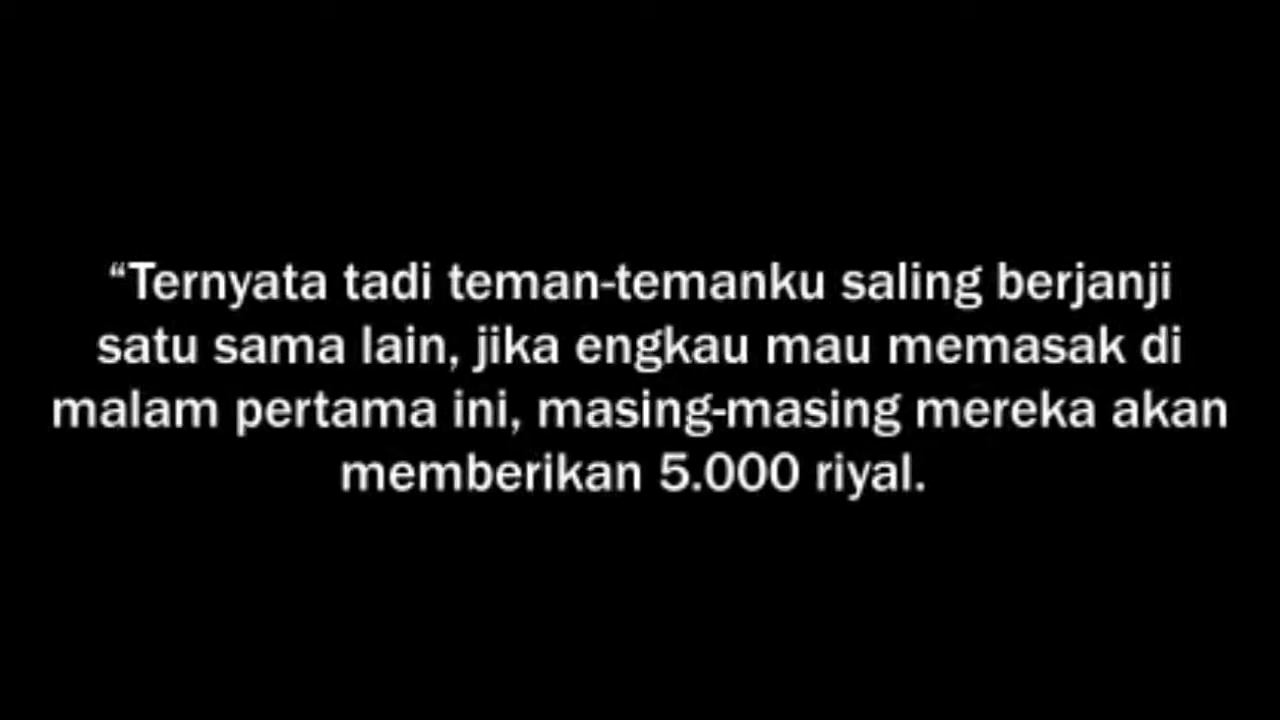 “Ternyata tadi teman-temanku saling berjanji
satu sama lain, jika engkau mau memasak di
malam pertama ini, masing-masing mereka akan
memberikan 5.000 riyal.